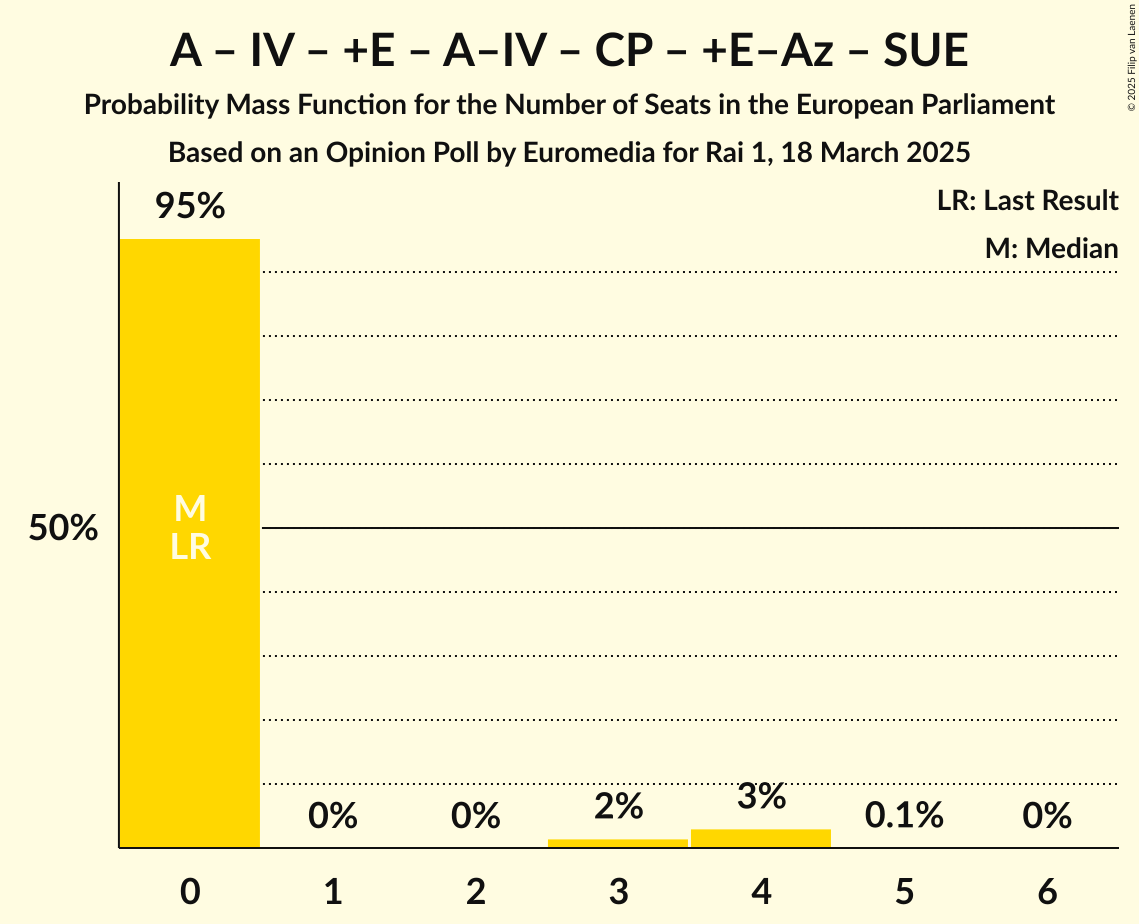 A – IV – +E – A–IV – CP – +E–Az – SUE
Probability Mass Function for the Number of Seats in the European Parliament
Based on an Opinion Poll by Euromedia for Rai 1, 18 March 2025
© 2025 Filip van Laenen
LR: Last Result
M: Median
95%
M
LR
50%
0%
0%
2%
3%
0.1%
0%
0 1 2 3 4 5 6